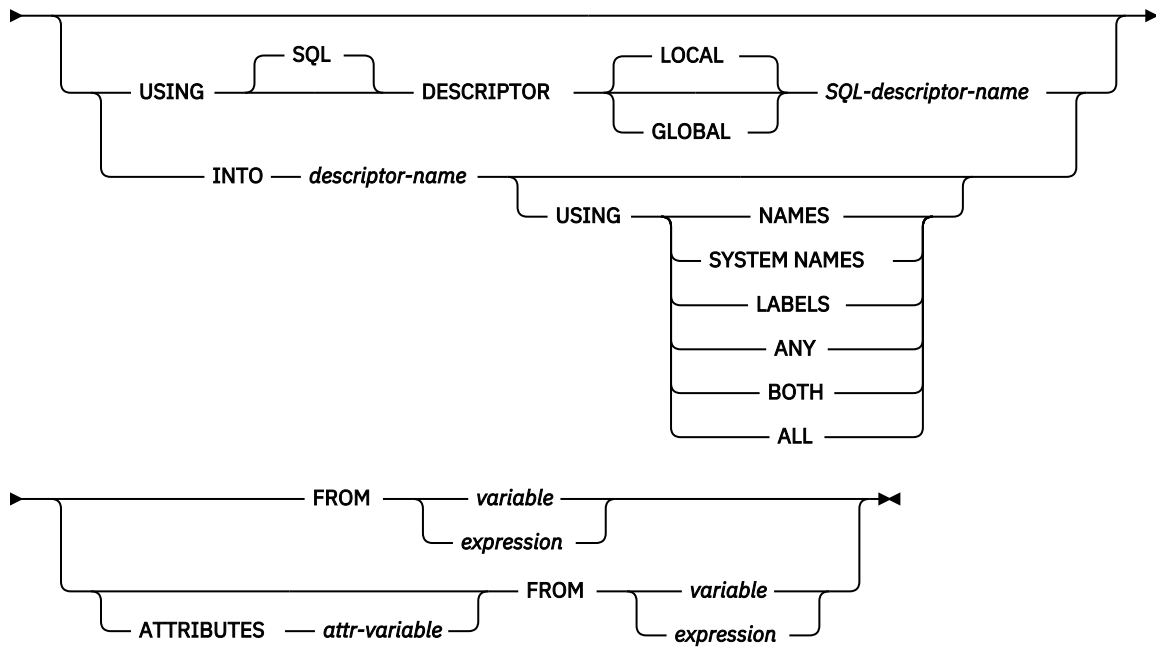 SQL
LOCAL
USING DESCRIPTOR SQL-descriptor-name
GLOBAL
INTO descriptor-name
USING NAMES
SYSTEM NAMES
LABELS
ANY
BOTH
ALL
FROM variable
expression
FROM variable
ATTRIBUTES attr-variable expression